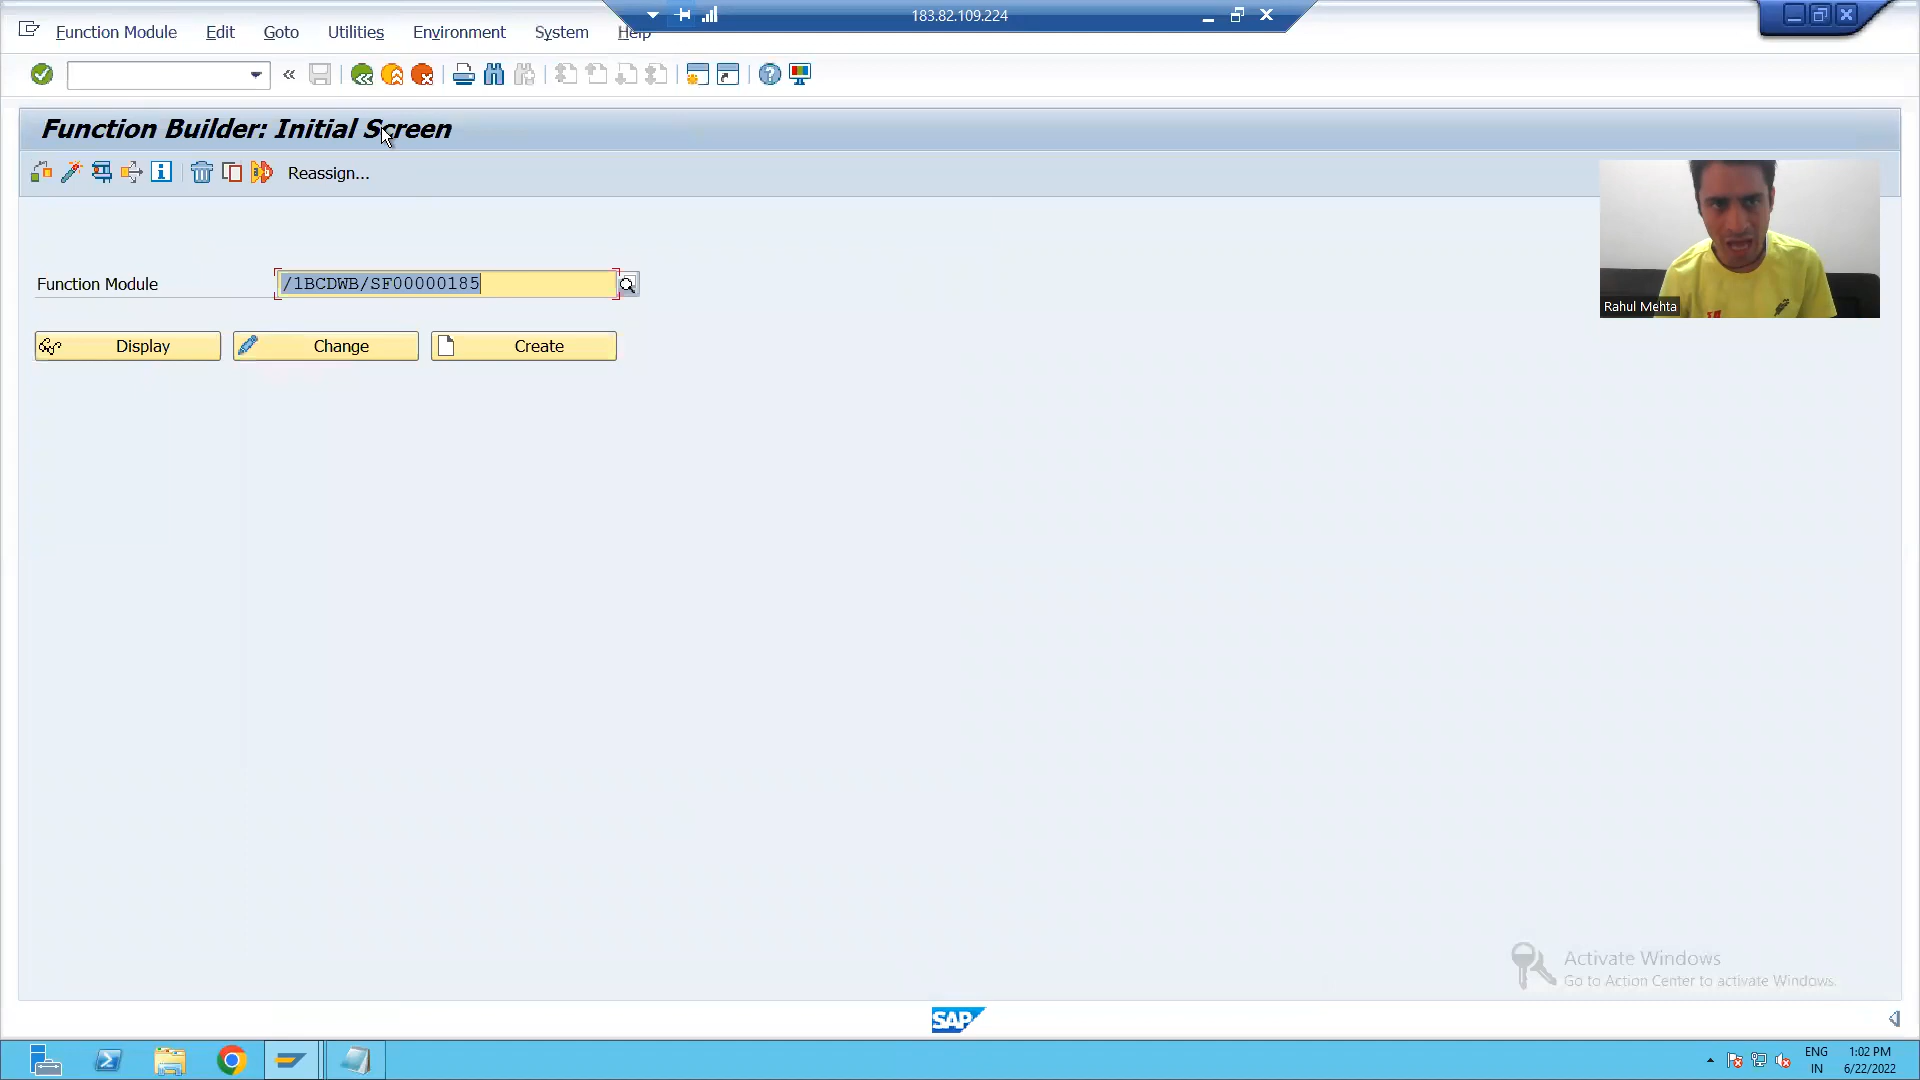 183.82.109.224
Function Module Edit Goto Utilities Environment System Help
Function Builder: Initial Screen
Reassign...
Rahul Mehta
Function Module /1BCDWB/SF00000185
Display Change Create
Activate Windows
Go to Action Center to activate Windows.
SAP
ENG 1:02 PM
IN 6/22/2022